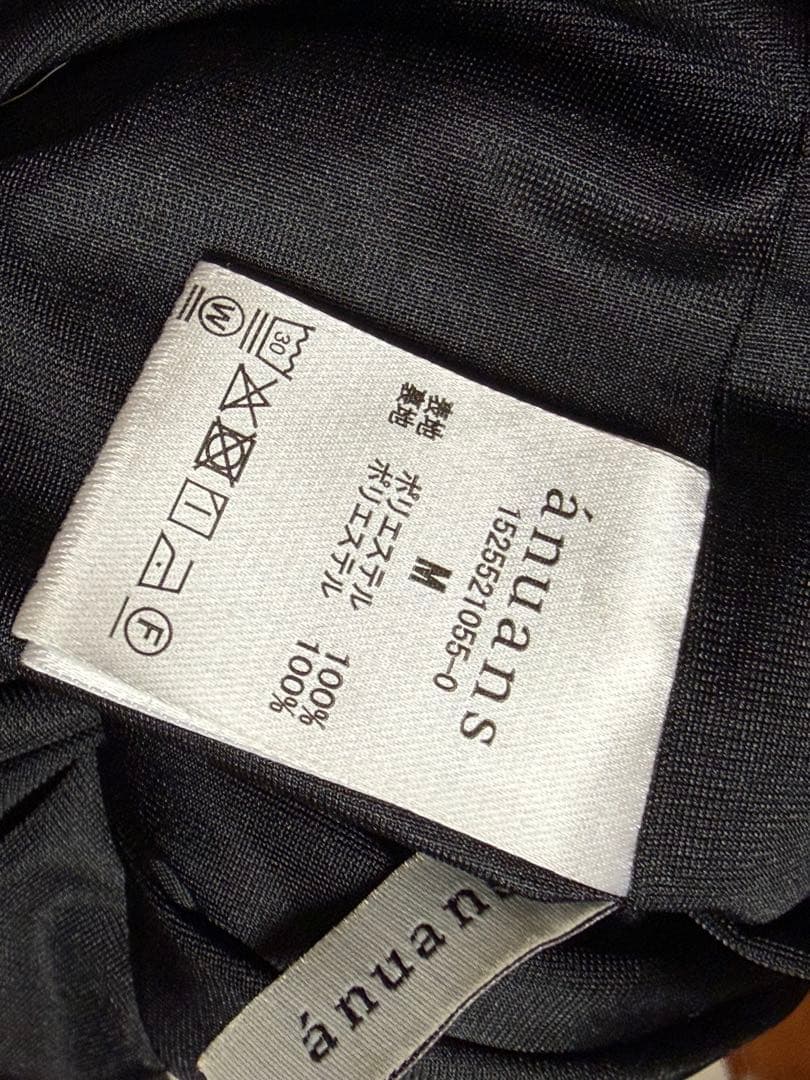 ánuans
1525521055-0
M
表地 ポリエステル 100%
裏地 ポリエステル 100%
30
W
F
ánuans